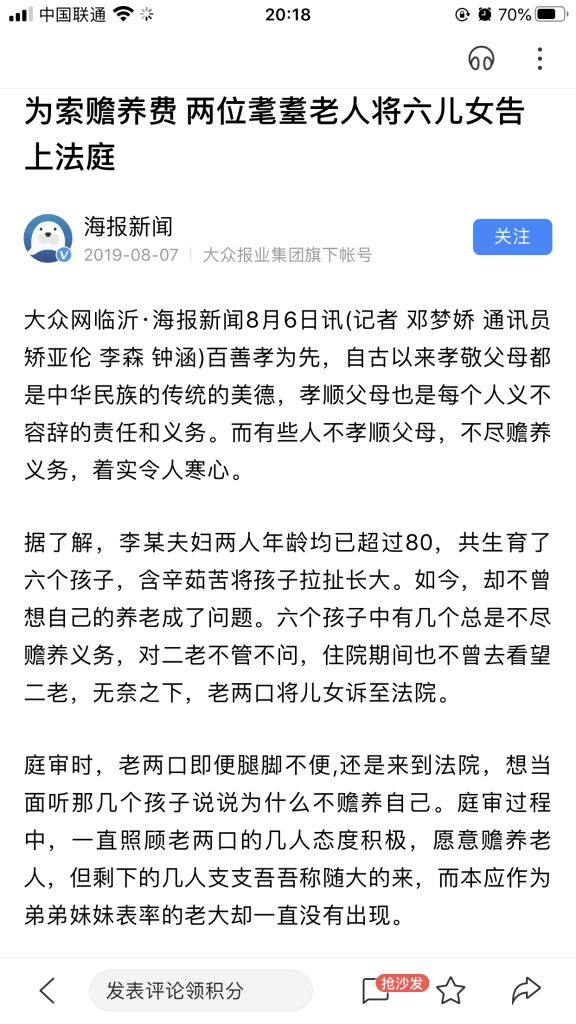 中国联通
20:18
70%
为索赡养费 两位耄耋老人将六儿女告
上法庭
海报新闻
2019-08-07 | 大众报业集团旗下帐号
关注
大众网临沂·海报新闻8月6日讯(记者 邓梦娇 通讯员
矫亚伦 李森 钟涵)百善孝为先，自古以来孝敬父母都
是中华民族的传统的美德，孝顺父母也是每个人义不
容辞的责任和义务。而有些人不孝顺父母，不尽赡养
义务，着实令人寒心。
据了解，李某夫妇两人年龄均已超过80，共生育了
六个孩子，含辛茹苦将孩子拉扯长大。如今，却不曾
想自己的养老成了问题。六个孩子中有几个总是不尽
赡养义务，对二老不管不问，住院期间也不曾去看望
二老，无奈之下，老两口将儿女诉至法院。
庭审时，老两口即便腿脚不便,还是来到法院，想当
面听那几个孩子说说为什么不赡养自己。庭审过程
中，一直照顾老两口的几人态度积极，愿意赡养老
人，但剩下的几人支支吾吾称随大的来，而本应作为
弟弟妹妹表率的老大却一直没有出现。
发表评论领积分
抢沙发